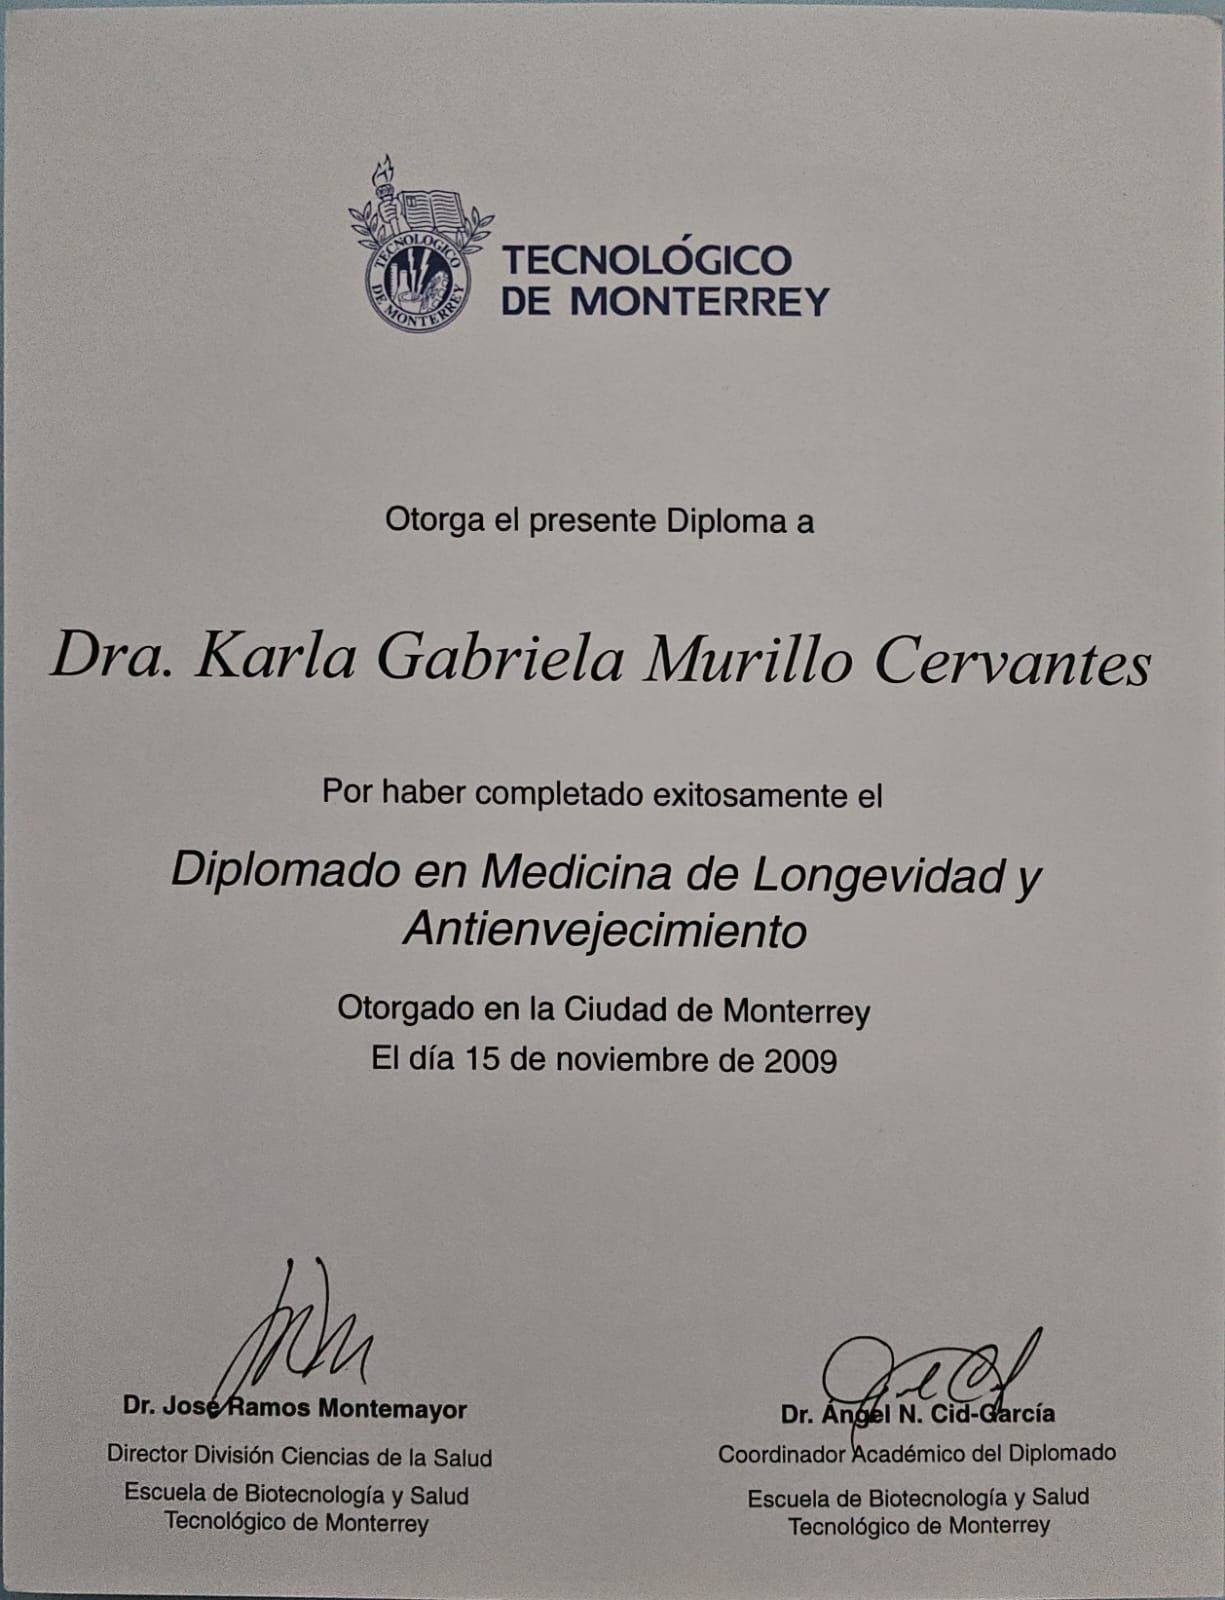 TECNOLÓGICO
DE MONTERREY
TECNOLOGICO DE MONTERREY
Otorga el presente Diploma a
Dra. Karla Gabriela Murillo Cervantes
Por haber completado exitosamente el
Diplomado en Medicina de Longevidad y
Antienvejecimiento
Otorgado en la Ciudad de Monterrey
El día 15 de noviembre de 2009
Dr. José Ramos Montemayor
Director División Ciencias de la Salud
Escuela de Biotecnología y Salud
Tecnológico de Monterrey
Dr. Ángel N. Cid-García
Coordinador Académico del Diplomado
Escuela de Biotecnología y Salud
Tecnológico de Monterrey